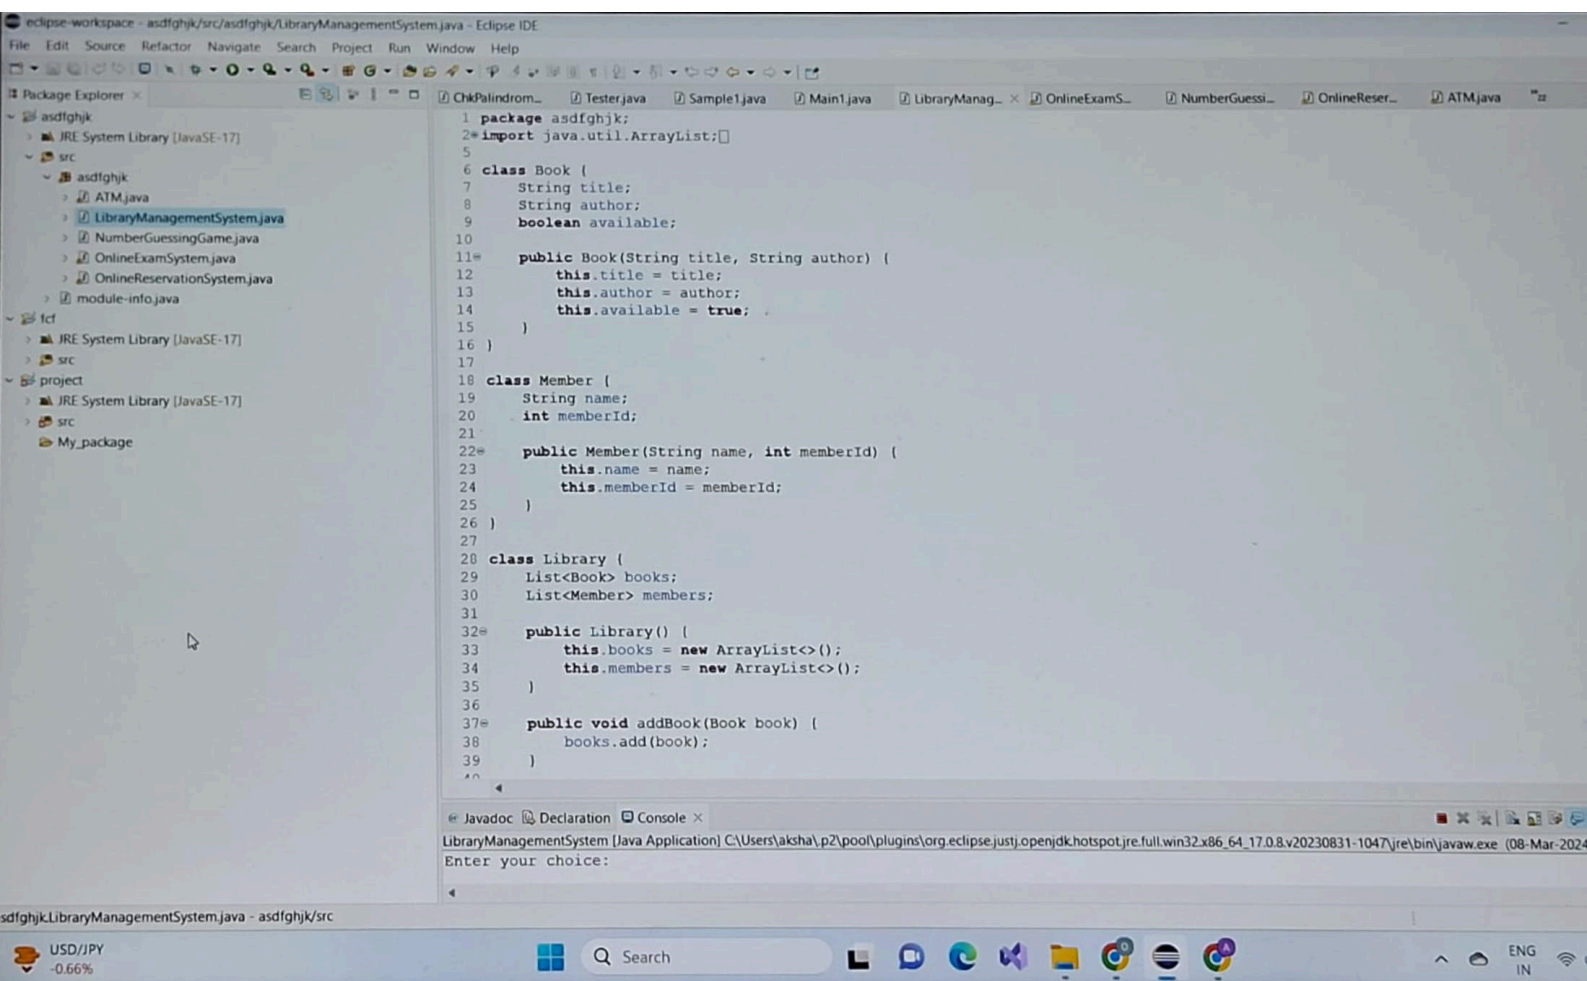 eclipse-workspace - asdfghjk/src/asdfghjk/LibraryManagementSystem.java - Eclipse IDE
File Edit Source Refactor Navigate Search Project Run Window Help
Package Explorer
asdfghjk
JRE System Library [JavaSE-17]
src
asdfghjk
ATM.java
LibraryManagementSystem.java
NumberGuessingGame.java
OnlineExamSystem.java
OnlineReservationSystem.java
module-info.java
fcf
JRE System Library [JavaSE-17]
src
project
JRE System Library [JavaSE-17]
src
My_package
ChkPalindrom... Tester.java Sample1.java Main1.java LibraryManag... OnlineExamS... NumberGuessi... OnlineReser... ATM.java "22
1 package asdfghjk;
2 import java.util.ArrayList;
5
6 class Book {
7 String title;
8 String author;
9 boolean available;
10
11 public Book(String title, String author) {
12 this.title = title;
13 this.author = author;
14 this.available = true;
15 }
16 }
17
18 class Member {
19 String name;
20 int memberId;
21
22 public Member(String name, int memberId) {
23 this.name = name;
24 this.memberId = memberId;
25 }
26 }
27
28 class Library {
29 List<Book> books;
30 List<Member> members;
31
32 public Library() {
33 this.books = new ArrayList<>();
34 this.members = new ArrayList<>();
35 }
36
37 public void addBook(Book book) {
38 books.add(book);
39 }
Javadoc Declaration Console
LibraryManagementSystem [Java Application] C:\Users\aksha\.p2\pool\plugins\org.eclipse.justj.openjdk.hotspot.jre.full.win32.x86_64_17.0.8.v20230831-1047\jre\bin\javaw.exe (08-Mar-2024
Enter your choice:
sdfghjk.LibraryManagementSystem.java - asdfghjk/src
USD/JPY
-0.66%
Search
ENG
IN